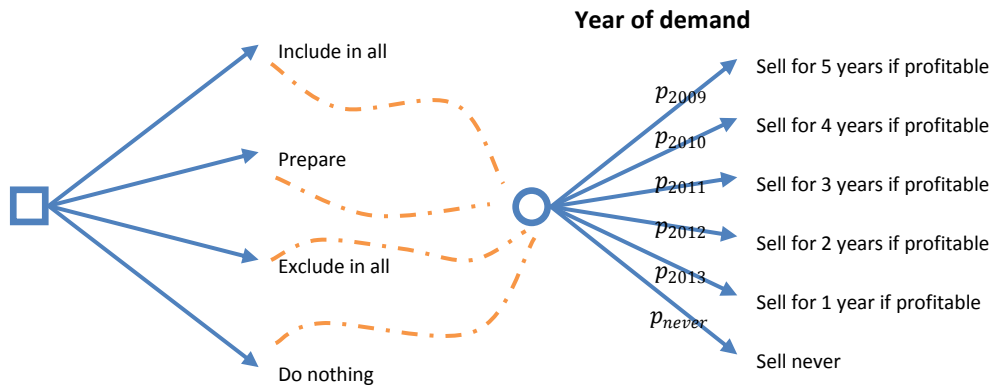 Year of demand
Include in all
Prepare
Exclude in all
Do nothing
p2009
p2010
p2011
p2012
p2013
pnever
Sell for 5 years if profitable
Sell for 4 years if profitable
Sell for 3 years if profitable
Sell for 2 years if profitable
Sell for 1 year if profitable
Sell never